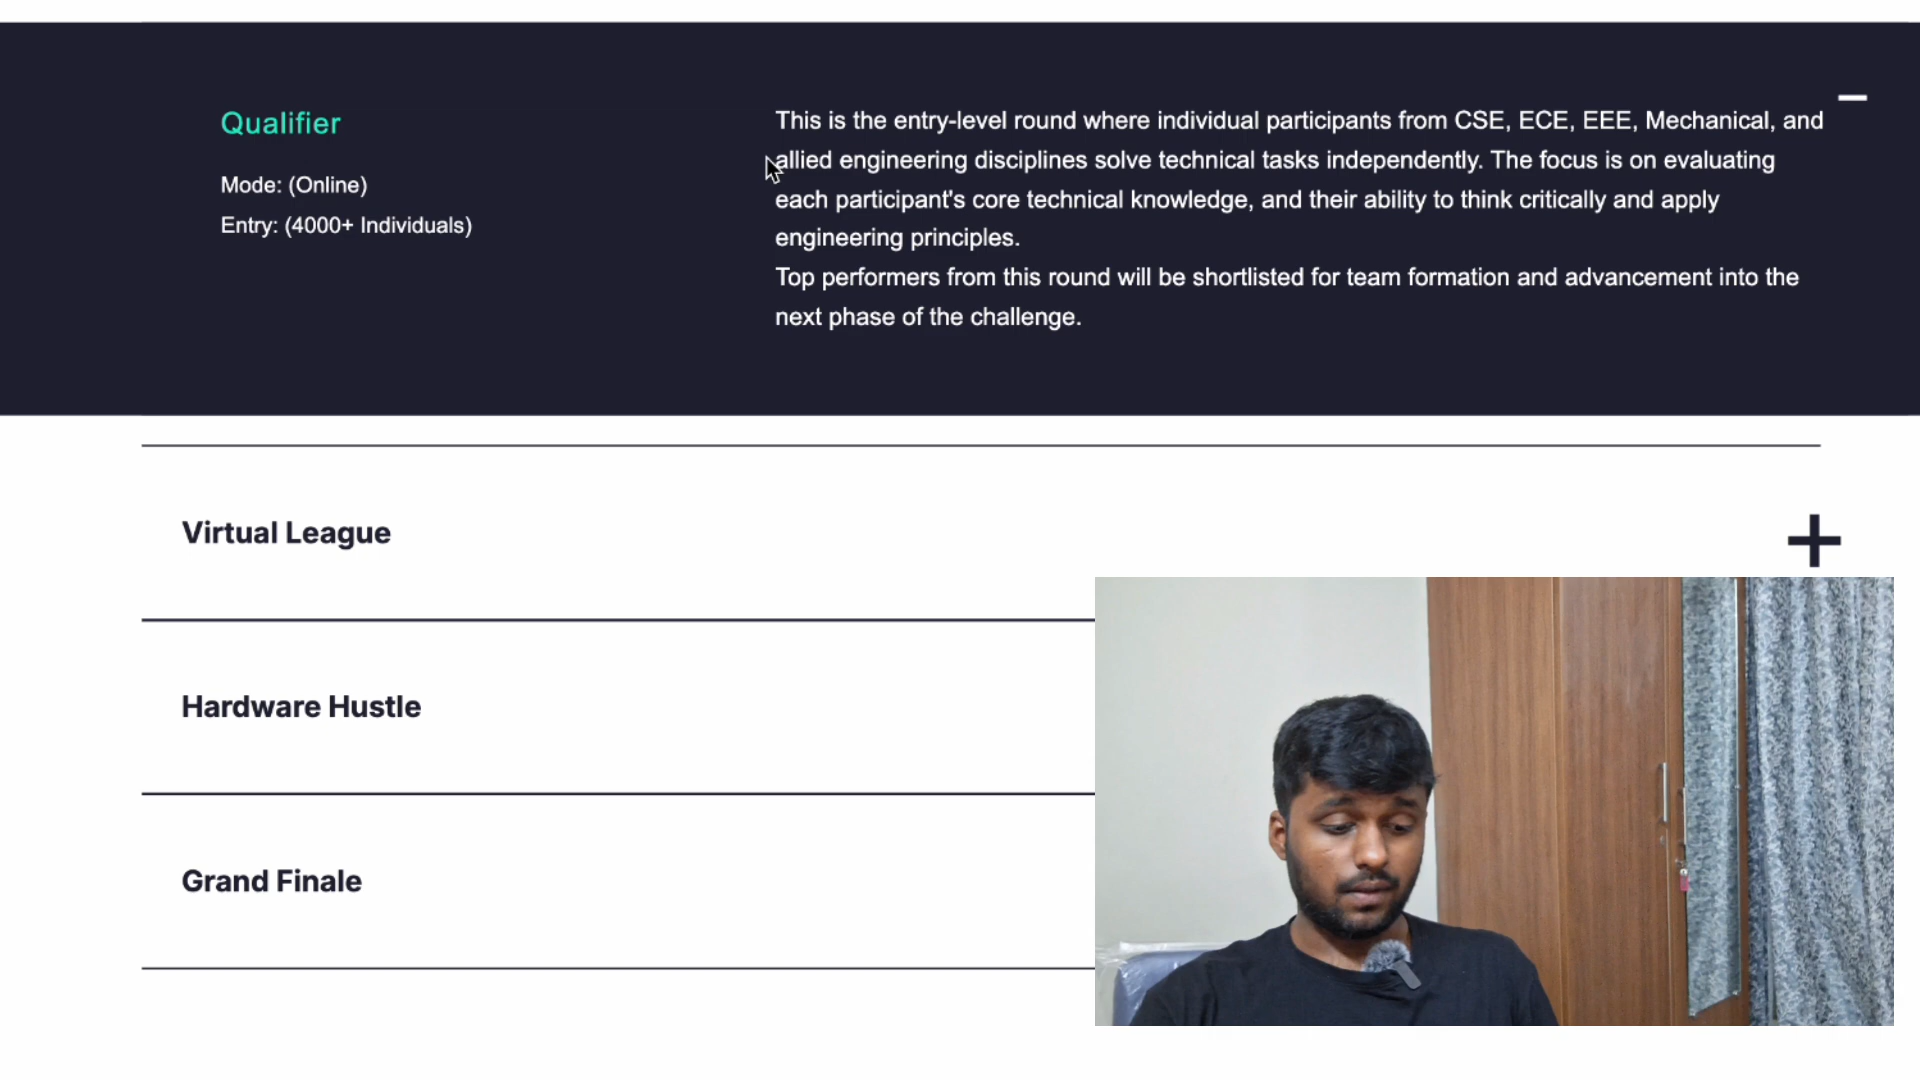 Qualifier
Mode: (Online)
Entry: (4000+ Individuals)
This is the entry-level round where individual participants from CSE, ECE, EEE, Mechanical, and
allied engineering disciplines solve technical tasks independently. The focus is on evaluating
each participant's core technical knowledge, and their ability to think critically and apply
engineering principles.
Top performers from this round will be shortlisted for team formation and advancement into the
next phase of the challenge.
Virtual League
Hardware Hustle
Grand Finale